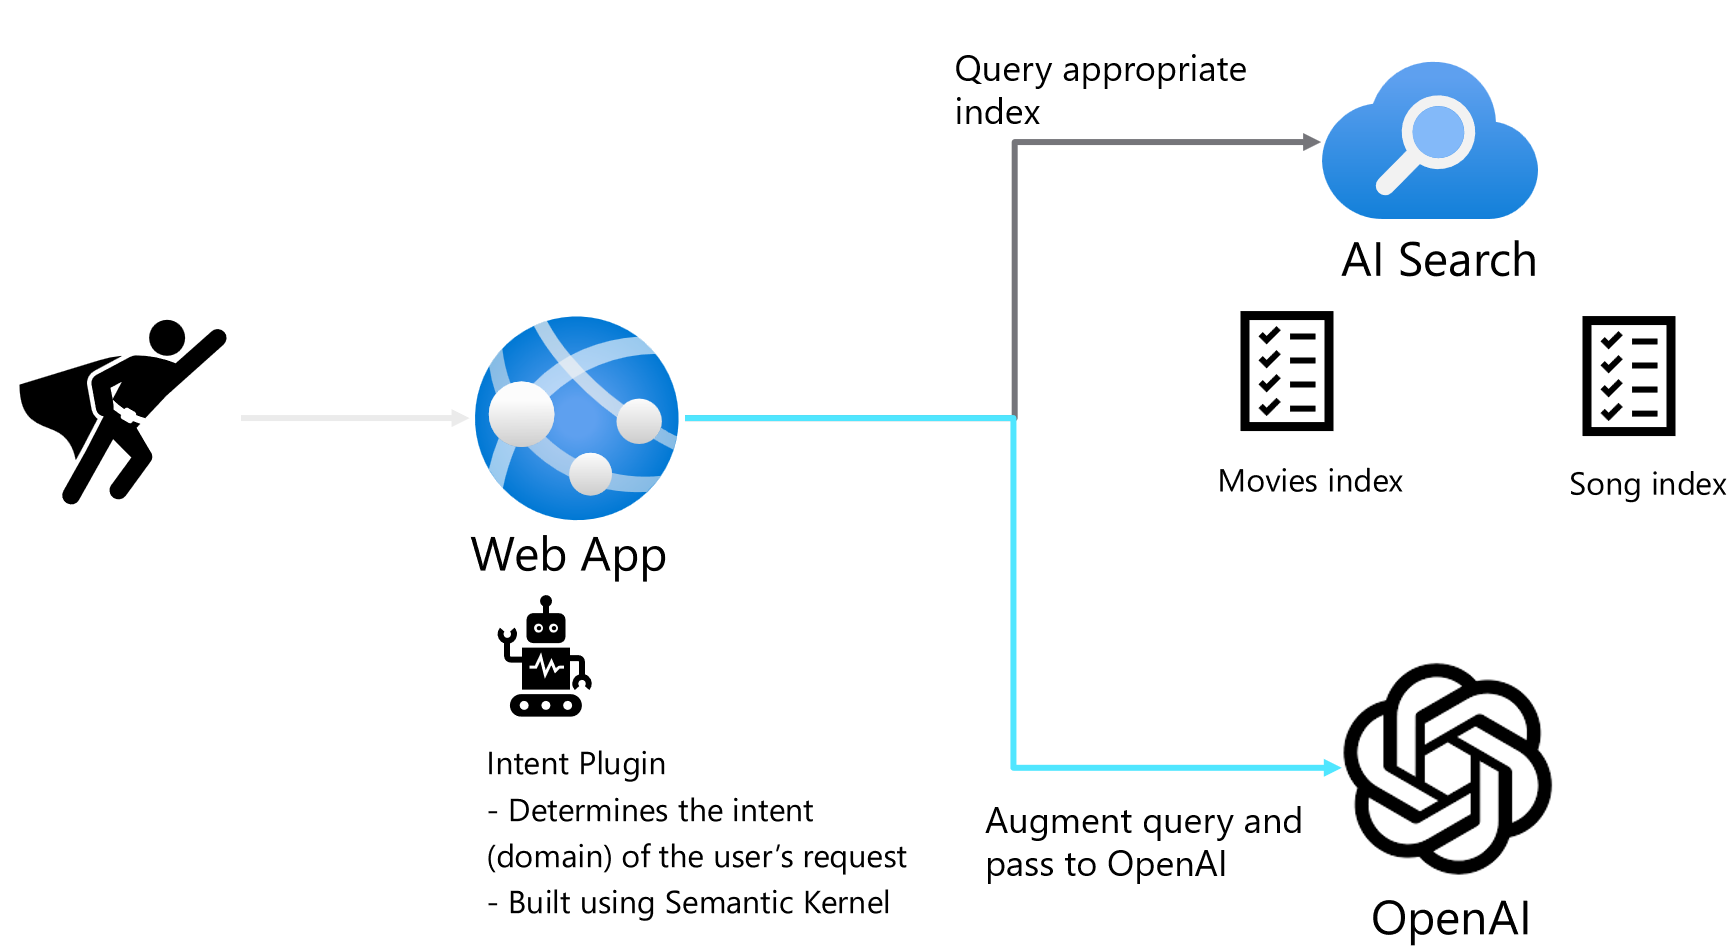 Query appropriate
index
AI Search
Movies index
Song index
Web App
Intent Plugin
- Determines the intent
(domain) of the user’s request
- Built using Semantic Kernel
Augment query and
pass to OpenAI
OpenAI